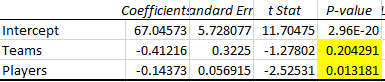 Coefficients andard Err t Stat P-value
Intercept 67.04573 5.728077 11.70475 2.96E-20
Teams -0.41216 0.3225 -1.27802 0.204291
Players -0.14373 0.056915 -2.52531 0.013181